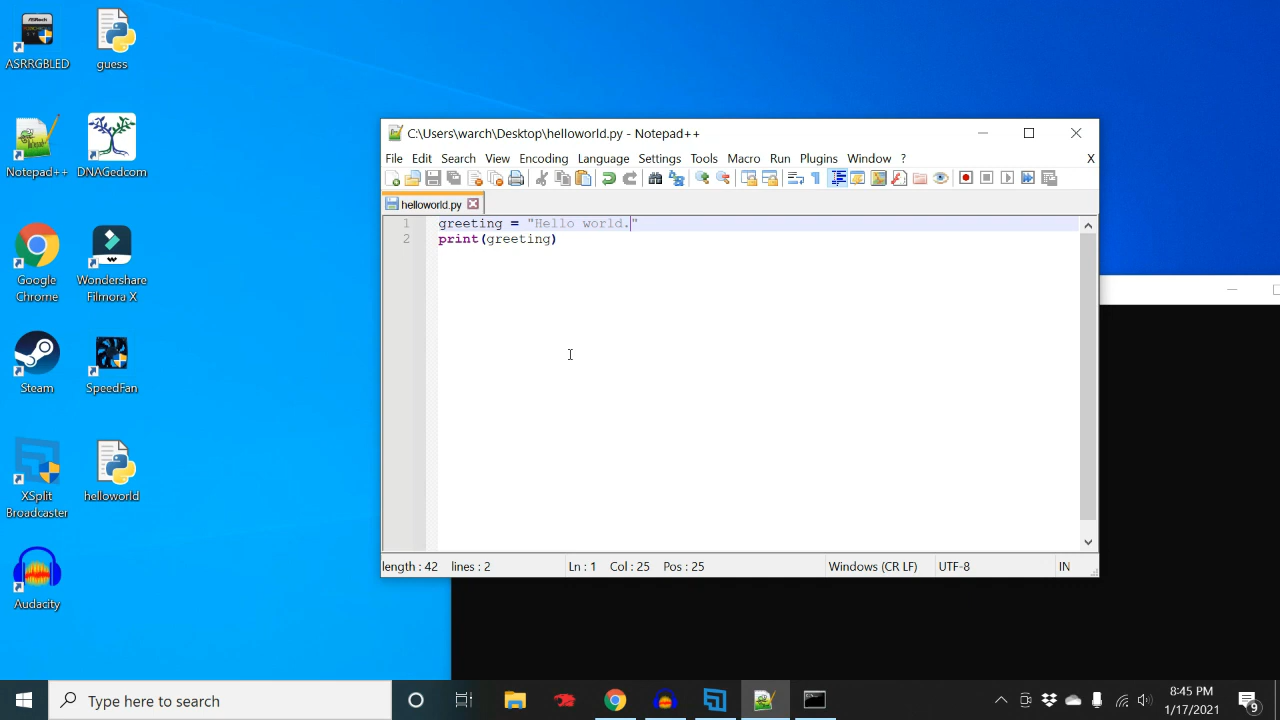 ASRRGBLED
guess
Notepad++
DNAGedcom
Google
Chrome
Wondershare
Filmora X
Steam
SpeedFan
XSplit
Broadcaster
helloworld
Audacity
C:\Users\warch\Desktop\helloworld.py - Notepad++
File Edit Search View Encoding Language Settings Tools Macro Run Plugins Window ? X
helloworld.py
1 greeting = "Hello world."
2 print(greeting)
length : 42 lines : 2 Ln : 1 Col : 25 Pos : 25 Windows (CR LF) UTF-8 IN
Type here to search
8:45 PM
1/17/2021
9